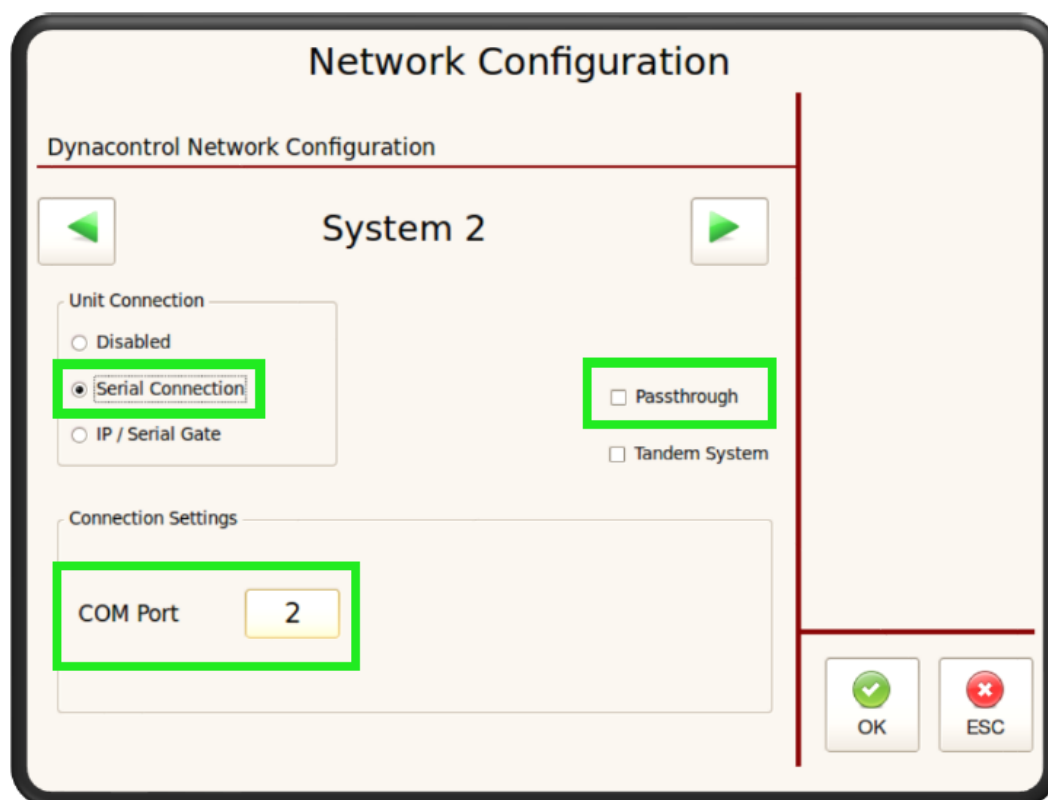 Network Configuration
Dynacontrol Network Configuration
System 2
Unit Connection
Disabled
Serial Connection
IP / Serial Gate
Passthrough
Tandem System
Connection Settings
COM Port 2
OK ESC